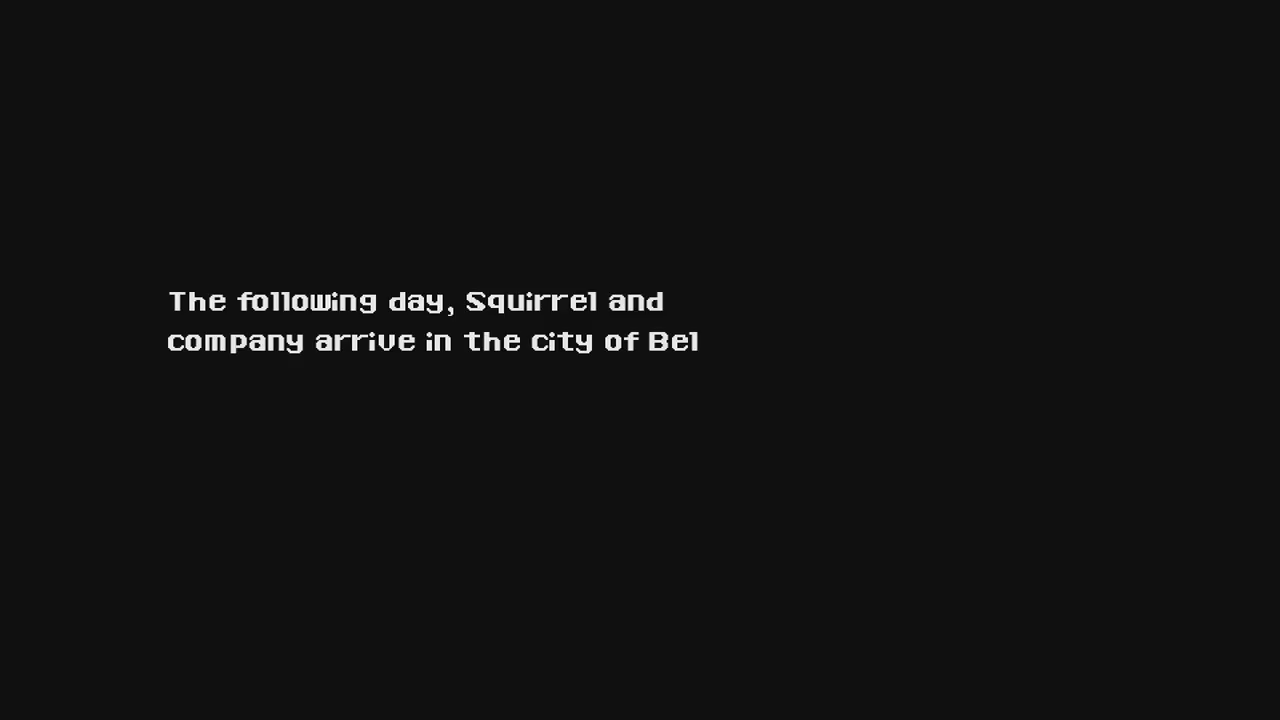 The following day, Squirrel and
company arrive in the city of Bel